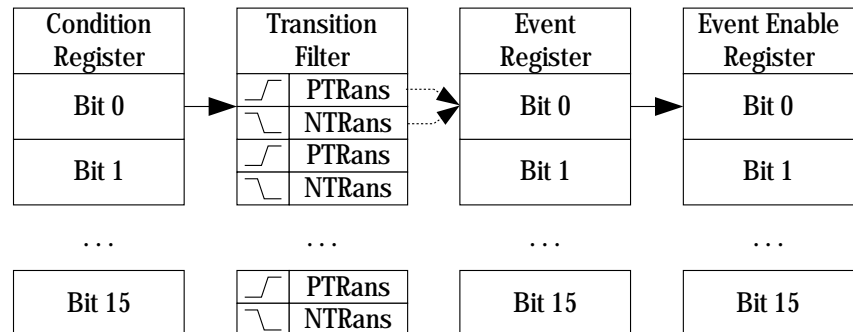 Condition Register
Transition Filter
Event Register
Event Enable Register
Bit 0
PTRans
NTRans
Bit 0
Bit 0
Bit 1
PTRans
NTRans
Bit 1
Bit 1
. . .
. . .
. . .
. . .
Bit 15
PTRans
NTRans
Bit 15
Bit 15